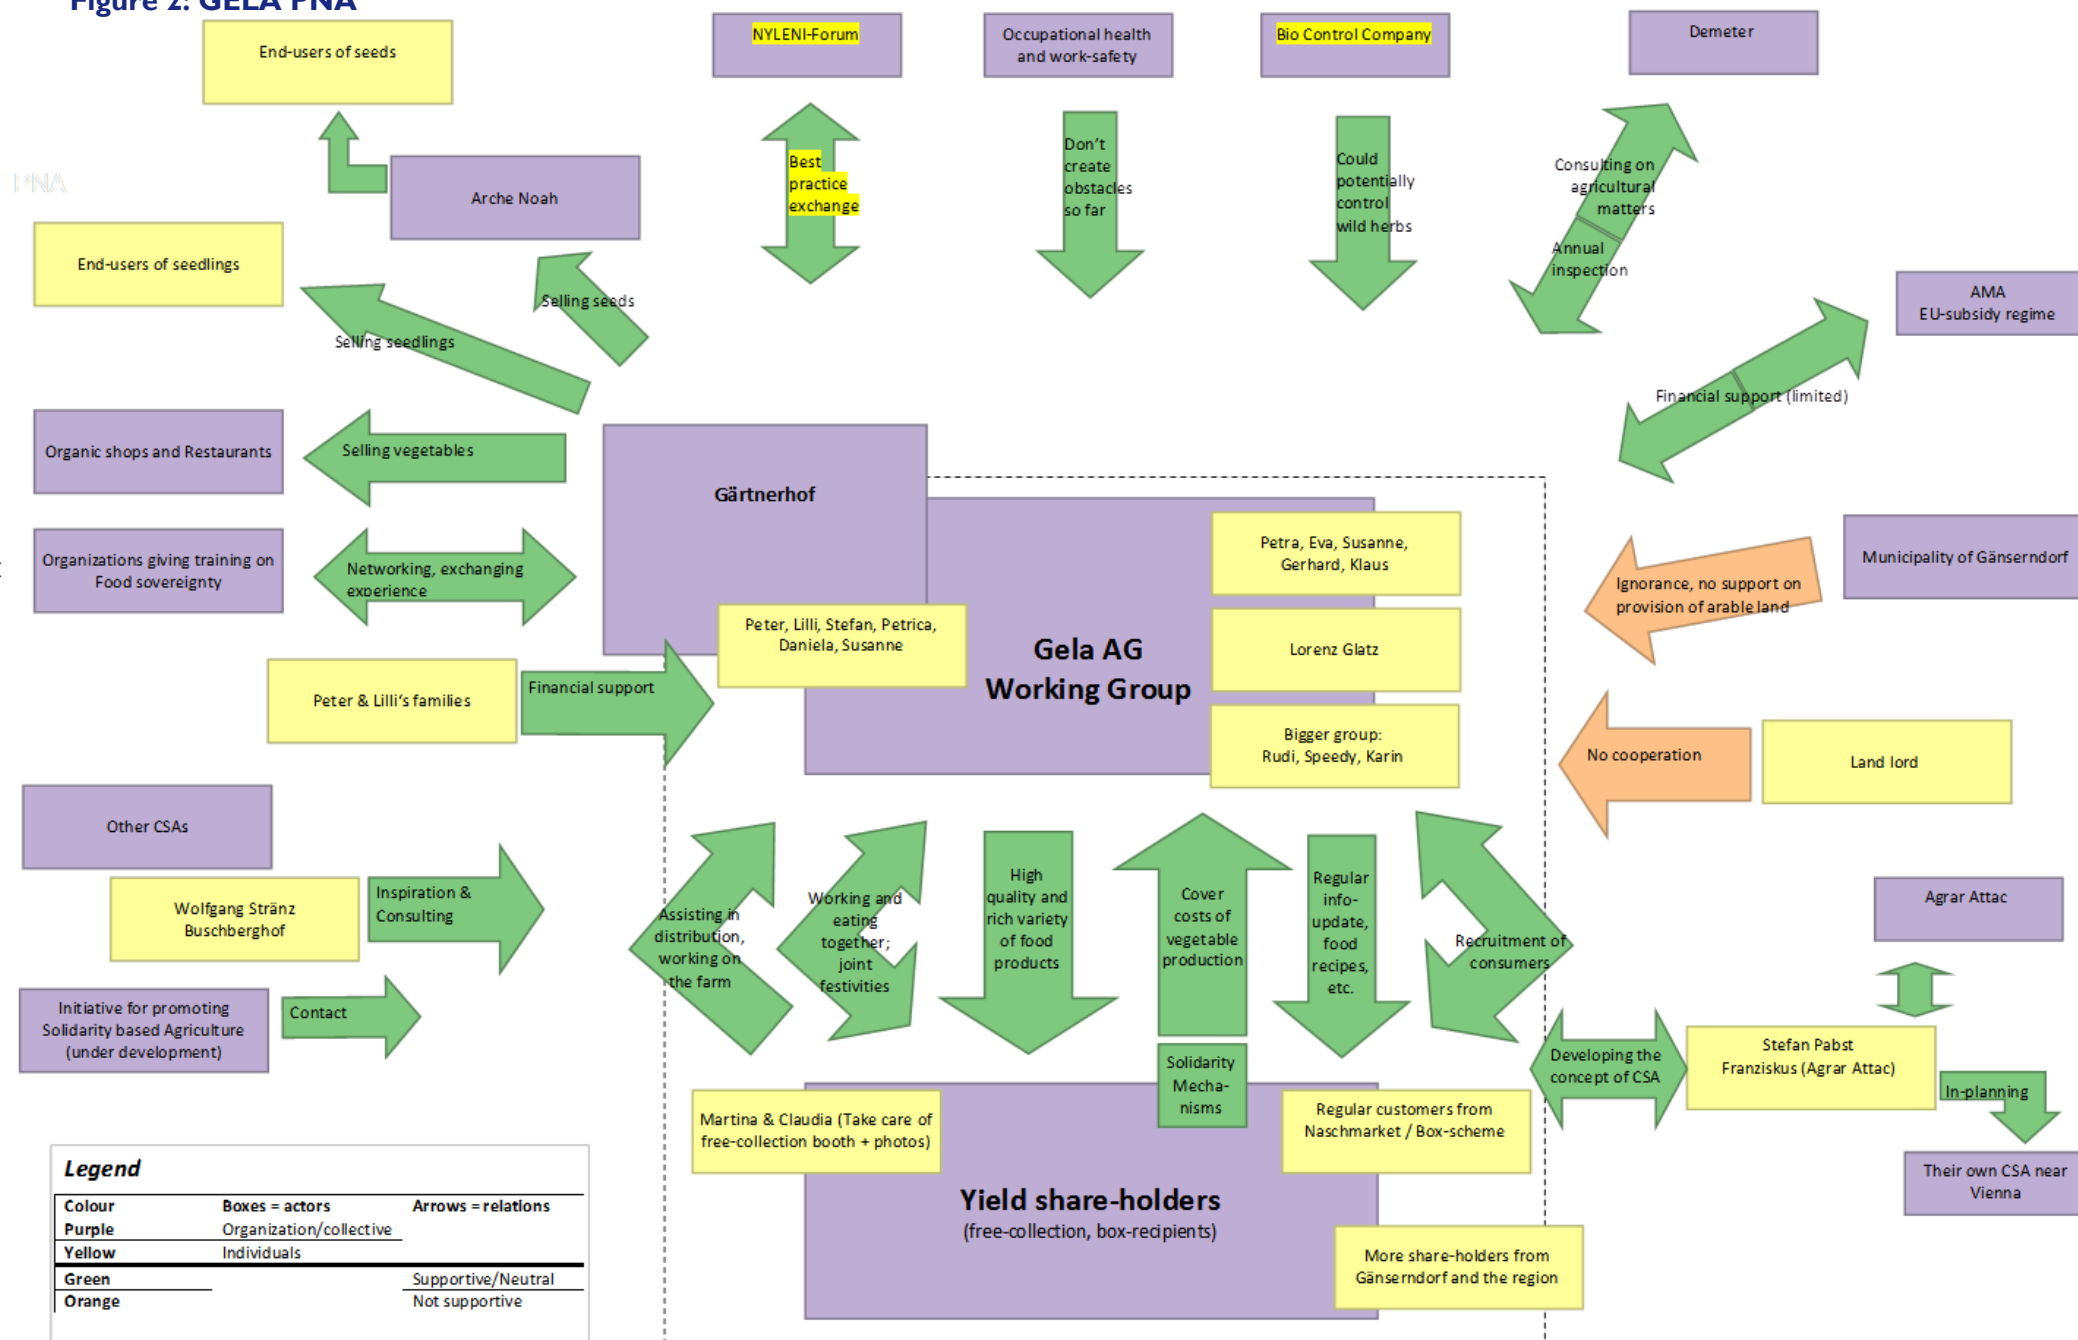 Figure 2: GELA PNA
End-users of seeds
NYLENI-Forum
Occupational health
and work-safety
Bio Control Company
Demeter
PNA
Arche Noah
Best
practice
exchange
Don't
create
obstacles
so far
Could
potentially
control
wild herbs
Consulting on
agricultural
matters
Annual
inspection
End-users of seedlings
Selling seeds
Selling seedlings
AMA
EU-subsidy regime
Financial support (limited)
Organic shops and Restaurants
Selling vegetables
Gärtnerhof
Organizations giving training on
Food sovereignty
Networking, exchanging
experience
Petra, Eva, Susanne,
Gerhard, Klaus
Ignorance, no support on
provision of arable land
Municipality of Gänserndorf
Peter, Lilli, Stefan, Petrica,
Daniela, Susanne
Gela AG
Working Group
Lorenz Glatz
Peter & Lilli's families
Financial support
Bigger group:
Rudi, Speedy, Karin
No cooperation
Land lord
Other CSAs
Wolfgang Stränz
Buschberghof
Inspiration &
Consulting
Initiative for promoting
Solidarity based Agriculture
(under development)
Contact
Assisting in
distribution,
working on
the farm
Working and
eating
together;
joint
festivities
High
quality and
rich variety
of food
products
Cover
costs of
vegetable
production
Regular
info-
update,
food
recipes,
etc.
Recruitment of
consumers
Agrar Attac
Solidarity
Mecha-
nisms
Developing the
concept of CSA
Stefan Pabst
Franziskus (Agrar Attac)
In-planning
Their own CSA near
Vienna
Martina & Claudia (Take care of
free-collection booth + photos)
Regular customers from
Naschmarket / Box-scheme
Yield share-holders
(free-collection, box-recipients)
More share-holders from
Gänserndorf and the region
Legend
Colour Boxes = actors Arrows = relations
Purple Organization/collective
Yellow Individuals
Green Supportive/Neutral
Orange Not supportive